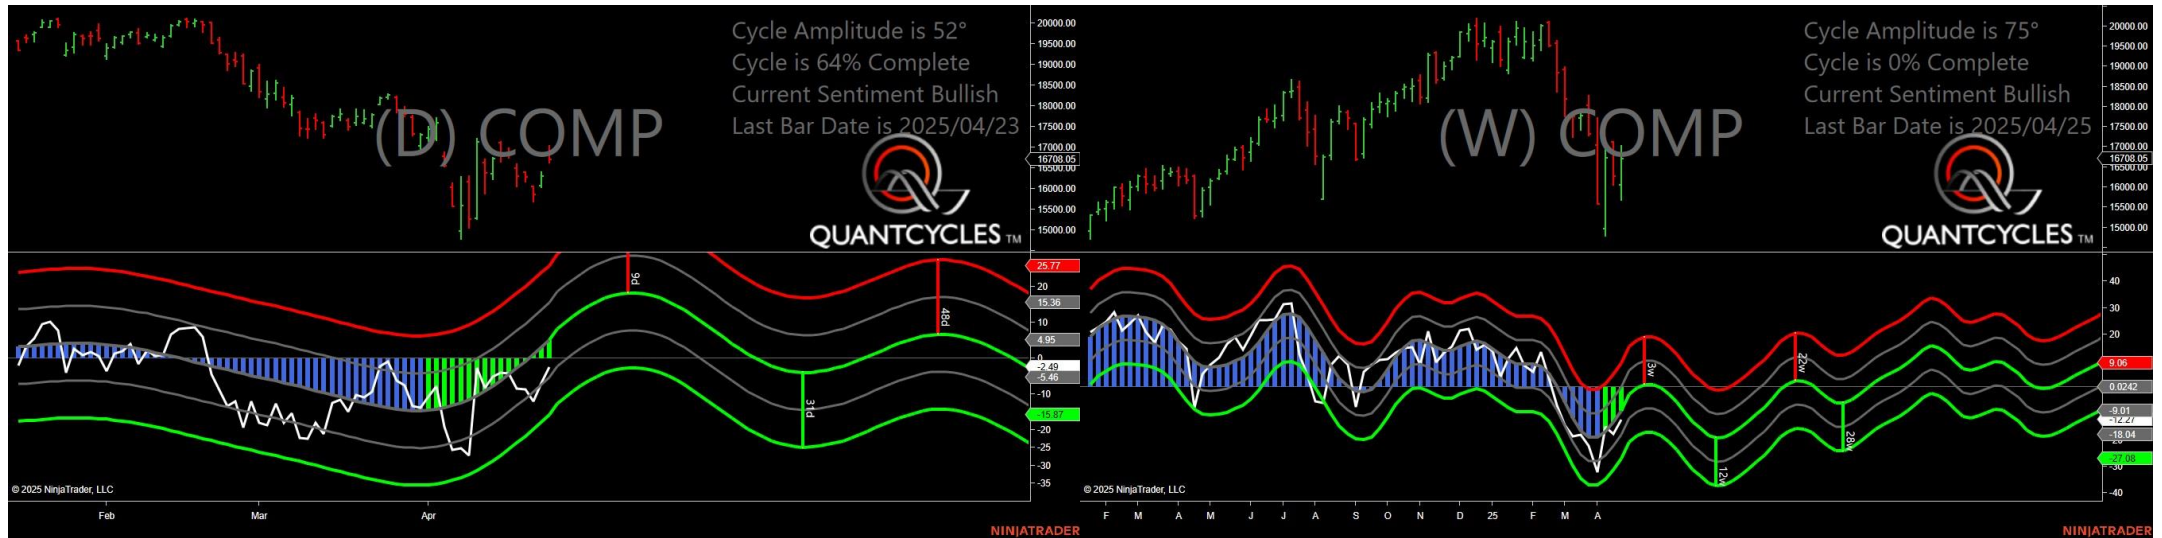 Cycle Amplitude is 52°
Cycle is 64% Complete
Current Sentiment Bullish
Last Bar Date is 2025/04/23
(D) COMP
QUANTCYCLES TM
20000.00
19500.00
19000.00
18500.00
18000.00
17500.00
17000.00
16708.05
16500.00
16000.00
15500.00
15000.00
25.77
20
15.36
10
4.95
0
-2.49
-5.46
-10
-15.87
-20
-25
-30
-35
9d
31d
48d
© 2025 NinjaTrader, LLC
Feb Mar Apr
NINJATRADER
Cycle Amplitude is 75°
Cycle is 0% Complete
Current Sentiment Bullish
Last Bar Date is 2025/04/25
(W) COMP
QUANTCYCLES TM
20000.00
19500.00
19000.00
18500.00
18000.00
17500.00
17000.00
16708.05
16500.00
16000.00
15500.00
15000.00
40
30
20
9.06
0.0242
-9.01
-12.27
-18.04
-27.08
-30
-40
3w
12w
22w
28w
© 2025 NinjaTrader, LLC
F M A M J J A S O N D 25 F M A
NINJATRADER